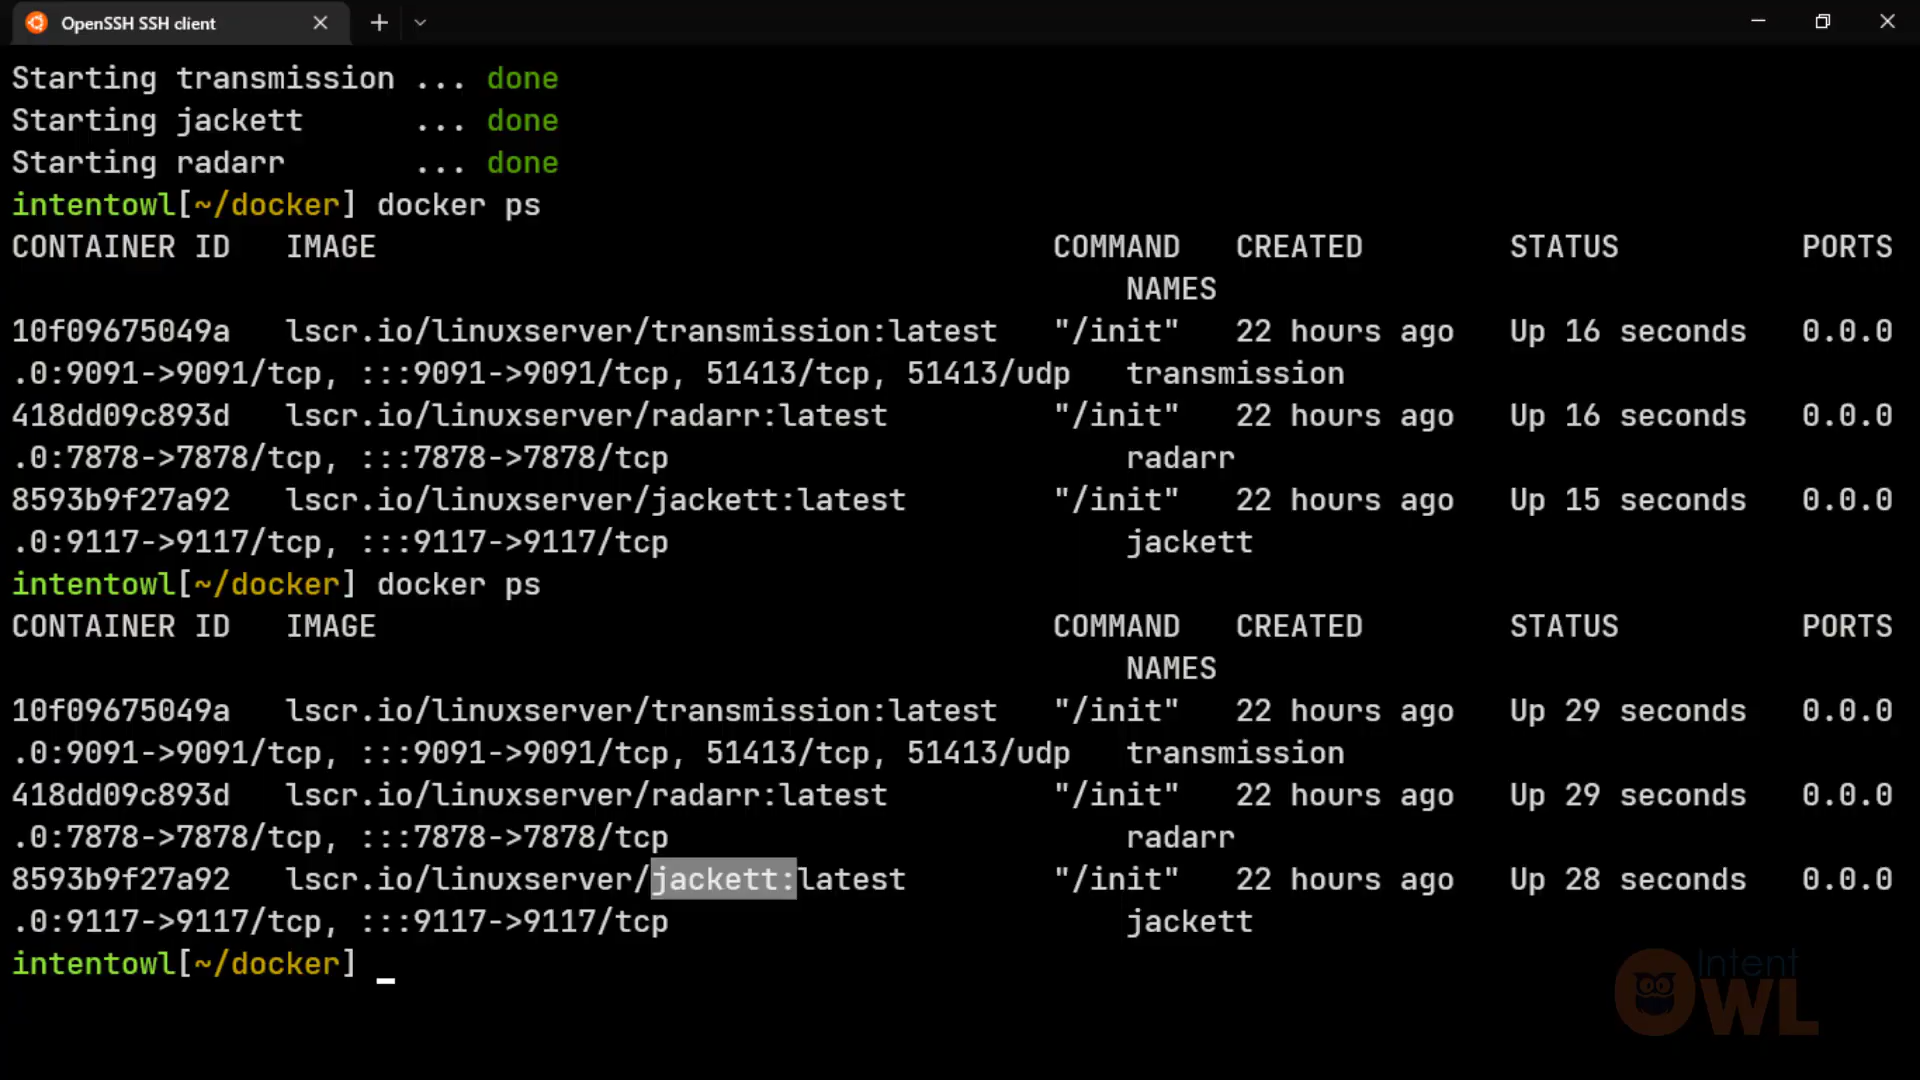 OpenSSH SSH client
Starting transmission ... done
Starting jackett      ... done
Starting radarr       ... done
intentowl[~/docker] docker ps
CONTAINER ID   IMAGE                                     COMMAND   CREATED        STATUS          PORTS
                                                             NAMES
10f09675049a   lscr.io/linuxserver/transmission:latest   "/init"   22 hours ago   Up 16 seconds   0.0.0
.0:9091->9091/tcp, :::9091->9091/tcp, 51413/tcp, 51413/udp   transmission
418dd09c893d   lscr.io/linuxserver/radarr:latest         "/init"   22 hours ago   Up 16 seconds   0.0.0
.0:7878->7878/tcp, :::7878->7878/tcp                         radarr
8593b9f27a92   lscr.io/linuxserver/jackett:latest        "/init"   22 hours ago   Up 15 seconds   0.0.0
.0:9117->9117/tcp, :::9117->9117/tcp                         jackett
intentowl[~/docker] docker ps
CONTAINER ID   IMAGE                                     COMMAND   CREATED        STATUS          PORTS
                                                             NAMES
10f09675049a   lscr.io/linuxserver/transmission:latest   "/init"   22 hours ago   Up 29 seconds   0.0.0
.0:9091->9091/tcp, :::9091->9091/tcp, 51413/tcp, 51413/udp   transmission
418dd09c893d   lscr.io/linuxserver/radarr:latest         "/init"   22 hours ago   Up 29 seconds   0.0.0
.0:7878->7878/tcp, :::7878->7878/tcp                         radarr
8593b9f27a92   lscr.io/linuxserver/jackett:latest        "/init"   22 hours ago   Up 28 seconds   0.0.0
.0:9117->9117/tcp, :::9117->9117/tcp                         jackett
intentowl[~/docker]
Intent
OWL